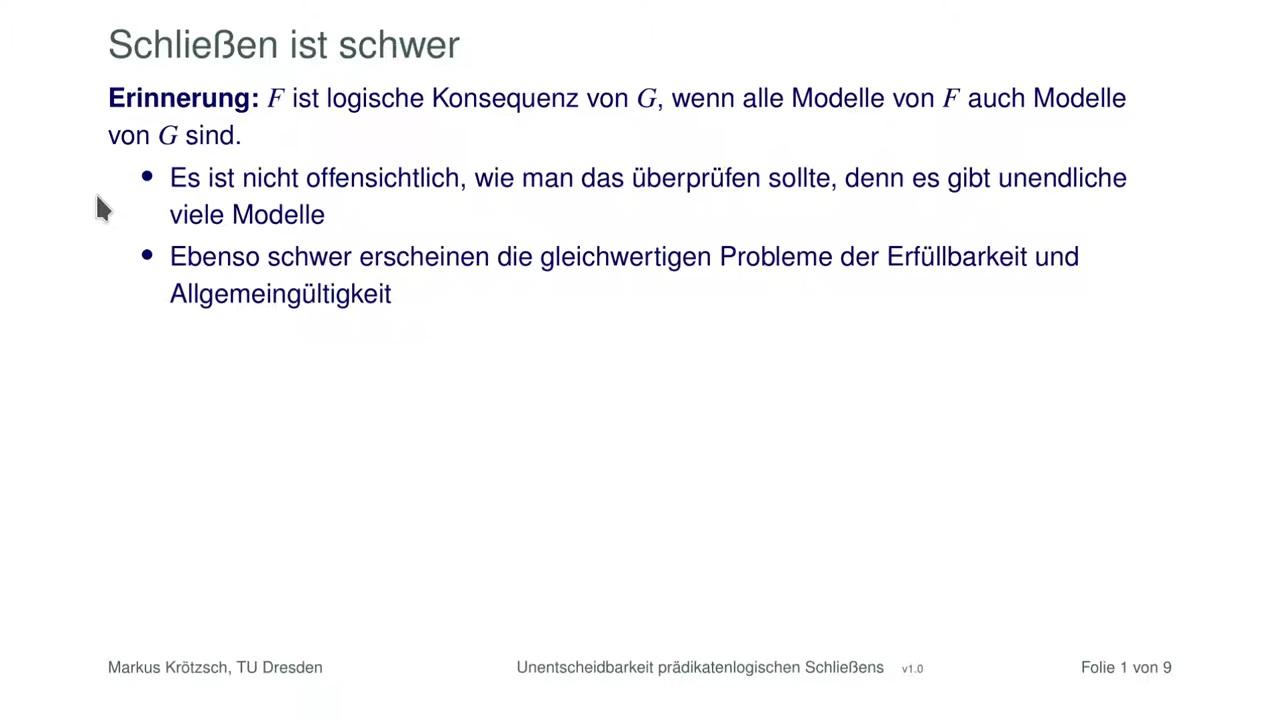 Schließen ist schwer
Erinnerung: F ist logische Konsequenz von G, wenn alle Modelle von F auch Modelle
von G sind.
• Es ist nicht offensichtlich, wie man das überprüfen sollte, denn es gibt unendliche
viele Modelle
• Ebenso schwer erscheinen die gleichwertigen Probleme der Erfüllbarkeit und
Allgemeingültigkeit
Markus Krötzsch, TU Dresden Unentscheidbarkeit prädikatenlogischen Schließens v1.0 Folie 1 von 9